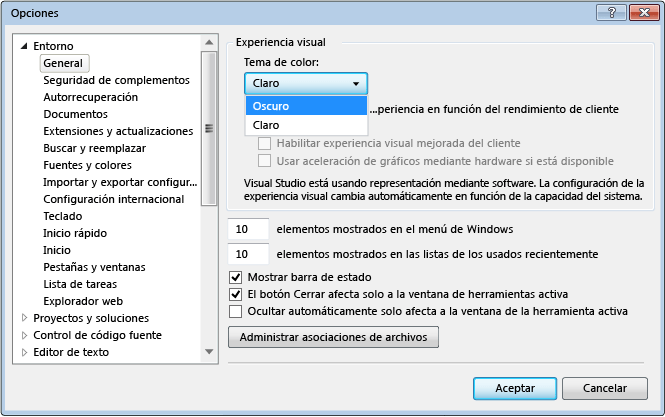 Opciones
Entorno
General
Seguridad de complementos
Autorrecuperación
Documentos
Extensiones y actualizaciones
Buscar y reemplazar
Fuentes y colores
Importar y exportar configur...
Configuración internacional
Teclado
Inicio rápido
Inicio
Pestañas y ventanas
Lista de tareas
Explorador web
Proyectos y soluciones
Control de código fuente
Editor de texto
Experiencia visual
Tema de color:
Claro
Oscuro
Claro
...periencia en función del rendimiento de cliente
Habilitar experiencia visual mejorada del cliente
Usar aceleración de gráficos mediante hardware si está disponible
Visual Studio está usando representación mediante software. La configuración de la
experiencia visual cambia automáticamente en función de la capacidad del sistema.
10 elementos mostrados en el menú de Windows
10 elementos mostrados en las listas de los usados recientemente
Mostrar barra de estado
El botón Cerrar afecta solo a la ventana de herramientas activa
Ocultar automáticamente solo afecta a la ventana de la herramienta activa
Administrar asociaciones de archivos
Aceptar
Cancelar